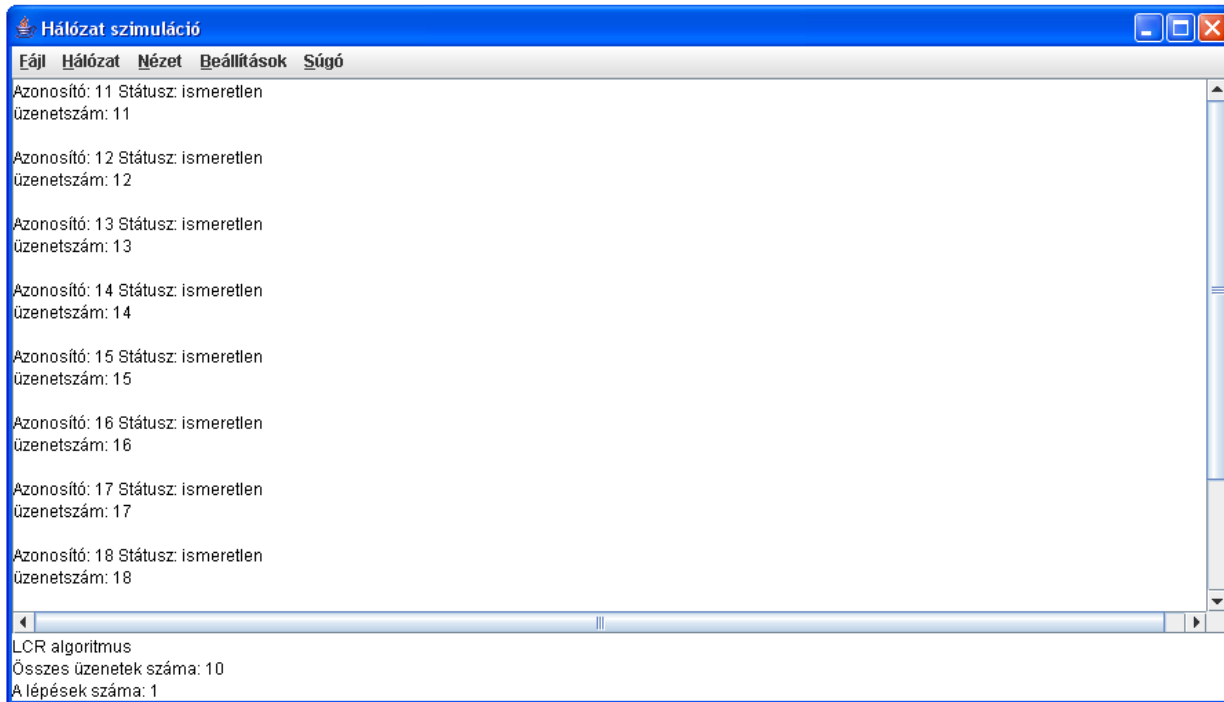 Hálózat szimuláció
Fájl Hálózat Nézet Beállítások Súgó
Azonosító: 11 Státusz: ismeretlen
üzenetszám: 11
Azonosító: 12 Státusz: ismeretlen
üzenetszám: 12
Azonosító: 13 Státusz: ismeretlen
üzenetszám: 13
Azonosító: 14 Státusz: ismeretlen
üzenetszám: 14
Azonosító: 15 Státusz: ismeretlen
üzenetszám: 15
Azonosító: 16 Státusz: ismeretlen
üzenetszám: 16
Azonosító: 17 Státusz: ismeretlen
üzenetszám: 17
Azonosító: 18 Státusz: ismeretlen
üzenetszám: 18
LCR algoritmus
Összes üzenetek száma: 10
A lépések száma: 1